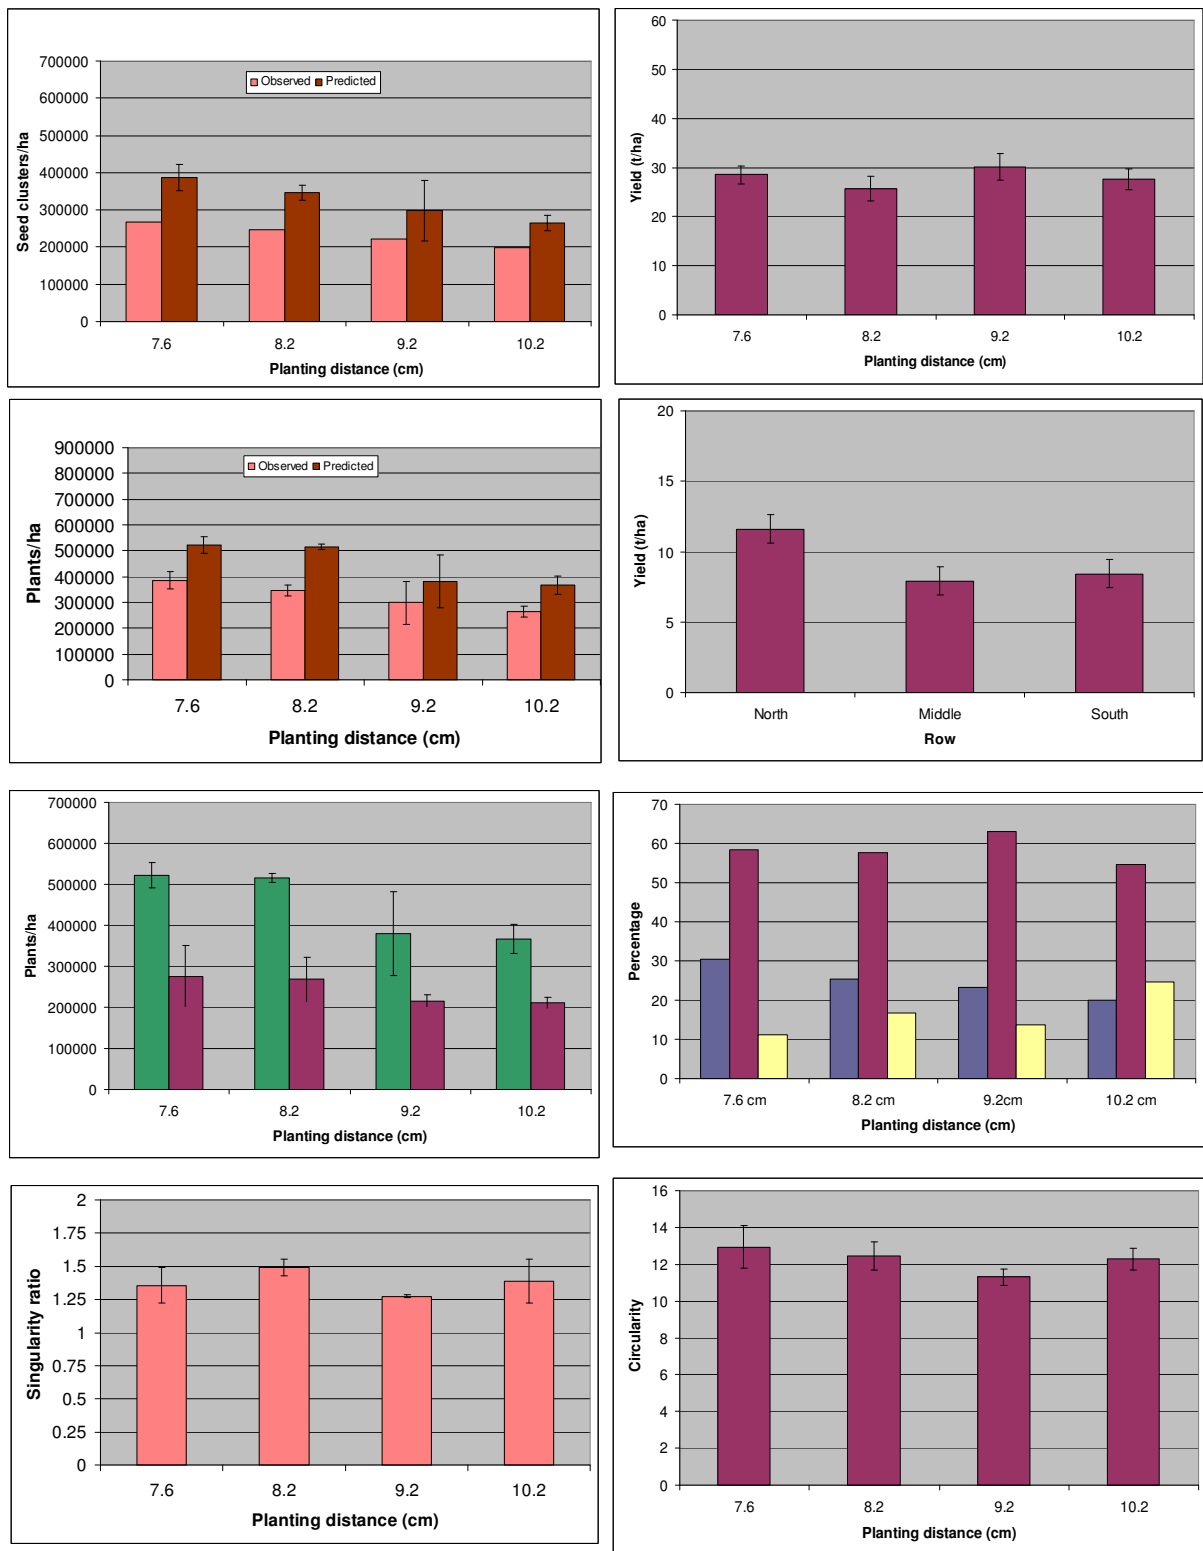 700000
600000
500000
400000
300000
200000
100000
0
Seed clusters/ha
Observed Predicted
7.6 8.2 9.2 10.2
Planting distance (cm)
60
50
40
30
20
10
0
Yield (t/ha)
7.6 8.2 9.2 10.2
Planting distance (cm)
900000
800000
700000
600000
500000
400000
300000
200000
100000
0
Plants/ha
Observed Predicted
7.6 8.2 9.2 10.2
Planting distance (cm)
20
15
10
5
0
Yield (t/ha)
North Middle South
Row
700000
600000
500000
400000
300000
200000
100000
0
Plants/ha
7.6 8.2 9.2 10.2
Planting distance (cm)
70
60
50
40
30
20
10
0
Percentage
7.6 cm 8.2 cm 9.2cm 10.2 cm
Planting distance (cm)
2
1.75
1.5
1.25
1
0.75
0.5
0.25
0
Singularity ratio
7.6 8.2 9.2 10.2
Planting distance (cm)
16
14
12
10
8
6
4
2
0
Circularity
7.6 8.2 9.2 10.2
Planting distance (cm)